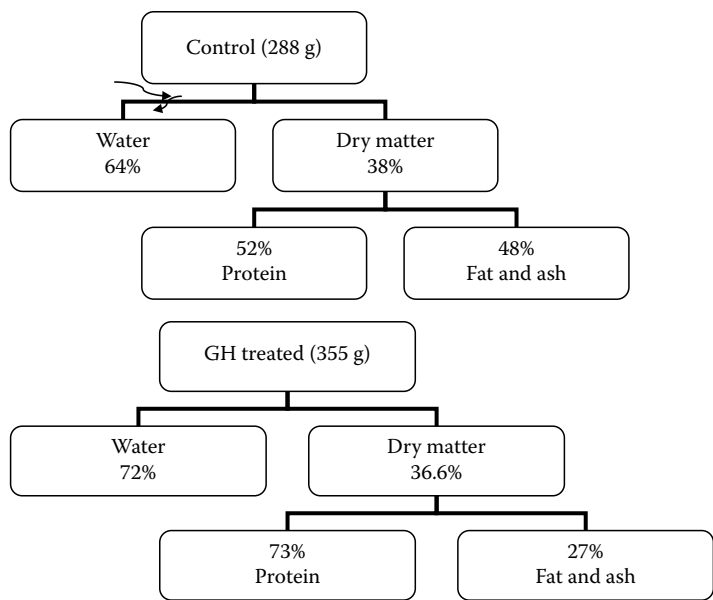 Control (288 g)
Water
64%
Dry matter
38%
52%
Protein
48%
Fat and ash
GH treated (355 g)
Water
72%
Dry matter
36.6%
73%
Protein
27%
Fat and ash